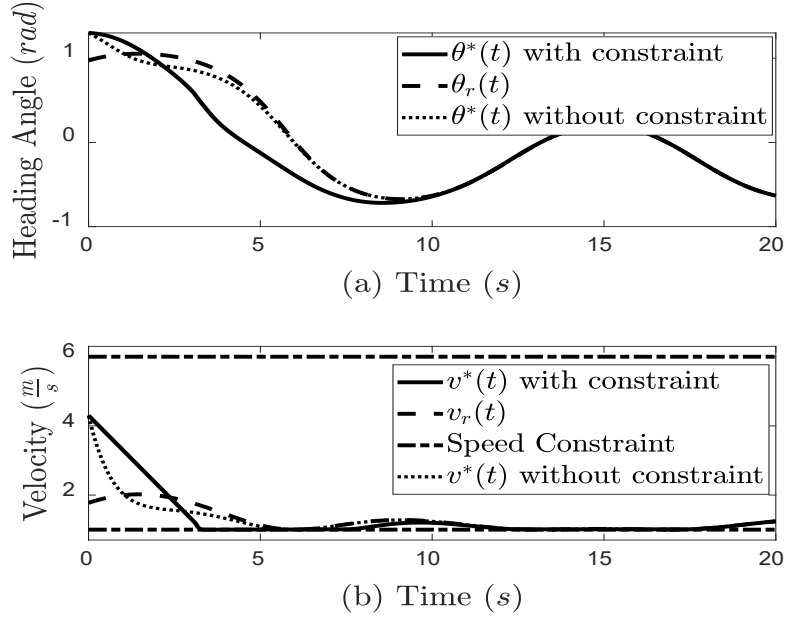 Heading Angle (rad)
1
0
-1
θ*(t) with constraint
θr(t)
θ*(t) without constraint
0 5 10 15 20
(a) Time (s)
Velocity (m/s)
6
4
2
v*(t) with constraint
vr(t)
Speed Constraint
v*(t) without constraint
0 5 10 15 20
(b) Time (s)